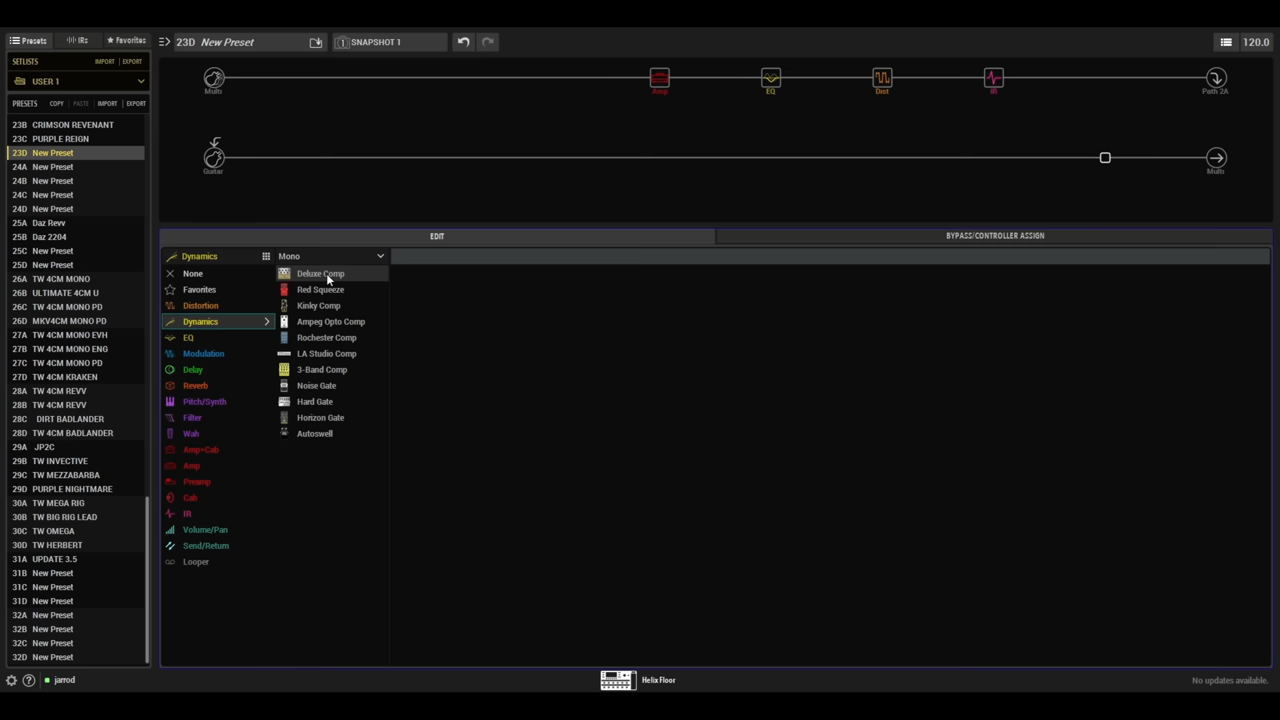 Presets IRs Favorites 23D New Preset 1 SNAPSHOT 1 120.0
SETLISTS IMPORT EXPORT
USER 1
PRESETS COPY PASTE IMPORT EXPORT
23B CRIMSON REVENANT
23C PURPLE REIGN
23D New Preset
24A New Preset
24B New Preset
24C New Preset
24D New Preset
25A Daz Revv
25B Daz 2204
25C New Preset
25D New Preset
26A TW 4CM MONO
26B ULTIMATE 4CM U
26C TW 4CM MONO PD
26D MKV4CM MONO PD
27A TW 4CM MONO EVH
27B TW 4CM MONO ENG
27C TW 4CM MONO PD
27D TW 4CM KRAKEN
28A TW 4CM REVV
28B TW 4CM REVV
28C DIRT BADLANDER
28D TW 4CM BADLANDER
29A JP2C
29B TW INVECTIVE
29C TW MEZZABARBA
29D PURPLE NIGHTMARE
30A TW MEGA RIG
30B TW BIG RIG LEAD
30C TW OMEGA
30D TW HERBERT
31A UPDATE 3.5
31B New Preset
31C New Preset
31D New Preset
32A New Preset
32B New Preset
32C New Preset
32D New Preset
Multi Amp EQ Dist IR Path 2A
Guitar Multi
EDIT BYPASS/CONTROLLER ASSIGN
Dynamics Mono
None
Favorites
Distortion
Dynamics
EQ
Modulation
Delay
Reverb
Pitch/Synth
Filter
Wah
Amp+Cab
Amp
Preamp
Cab
IR
Volume/Pan
Send/Return
Looper
Deluxe Comp
Red Squeeze
Kinky Comp
Ampeg Opto Comp
Rochester Comp
LA Studio Comp
3-Band Comp
Noise Gate
Hard Gate
Horizon Gate
Autoswell
? jarrod Helix Floor No updates available.